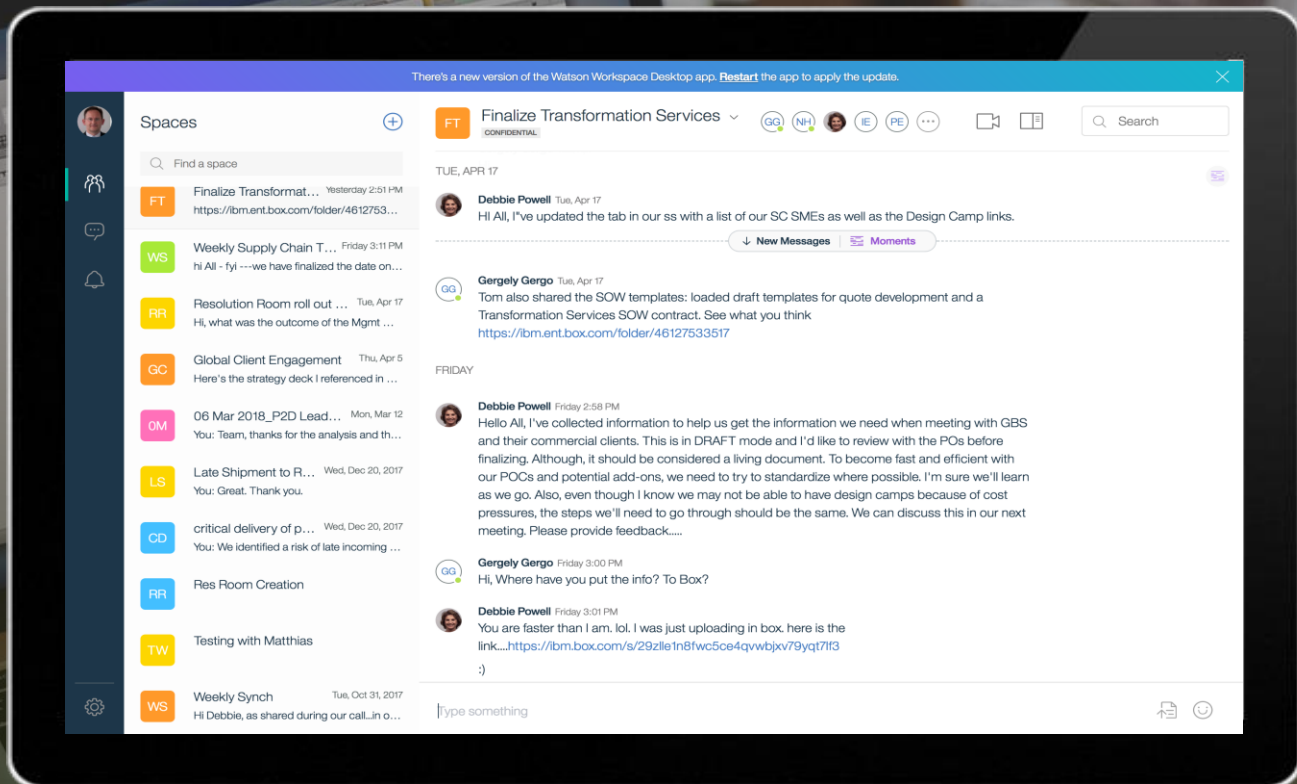 There's a new version of the Watson Workspace Desktop app. Restart the app to apply the update.
Spaces
Find a space
FT
Finalize Transformat... Yesterday 2:51 PM
https://ibm.ent.box.com/folder/4612753...
WS
Weekly Supply Chain T... Friday 3:11 PM
hi All - fyi ---we have finalized the date on...
RR
Resolution Room roll out ... Tue, Apr 17
Hi, what was the outcome of the Mgmt ...
GC
Global Client Engagement Thu, Apr 5
Here's the strategy deck I referenced in ...
0M
06 Mar 2018_P2D Lead... Mon, Mar 12
You: Team, thanks for the analysis and th...
LS
Late Shipment to R... Wed, Dec 20, 2017
You: Great. Thank you.
CD
critical delivery of p... Wed, Dec 20, 2017
You: We identified a risk of late incoming ...
RR
Res Room Creation
TW
Testing with Matthias
WS
Weekly Synch Tue, Oct 31, 2017
Hi Debbie, as shared during our call...in o...
FT
Finalize Transformation Services
CONFIDENTIAL
GG NH IE PE
Search
TUE, APR 17
Debbie Powell Tue, Apr 17
HI All, I"ve updated the tab in our ss with a list of our SC SMEs as well as the Design Camp links.
New Messages Moments
GG
Gergely Gergo Tue, Apr 17
Tom also shared the SOW templates: loaded draft templates for quote development and a
Transformation Services SOW contract. See what you think
https://ibm.ent.box.com/folder/46127533517
FRIDAY
Debbie Powell Friday 2:58 PM
Hello All, I've collected information to help us get the information we need when meeting with GBS
and their commercial clients. This is in DRAFT mode and I'd like to review with the POs before
finalizing. Although, it should be considered a living document. To become fast and efficient with
our POCs and potential add-ons, we need to try to standardize where possible. I'm sure we'll learn
as we go. Also, even though I know we may not be able to have design camps because of cost
pressures, the steps we'll need to go through should be the same. We can discuss this in our next
meeting. Please provide feedback.....
GG
Gergely Gergo Friday 3:00 PM
Hi, Where have you put the info? To Box?
Debbie Powell Friday 3:01 PM
You are faster than I am. lol. I was just uploading in box. here is the
link....https://ibm.box.com/s/29zlle1n8fwc5ce4qvwbjxv79yqt7lf3
:)
Type something